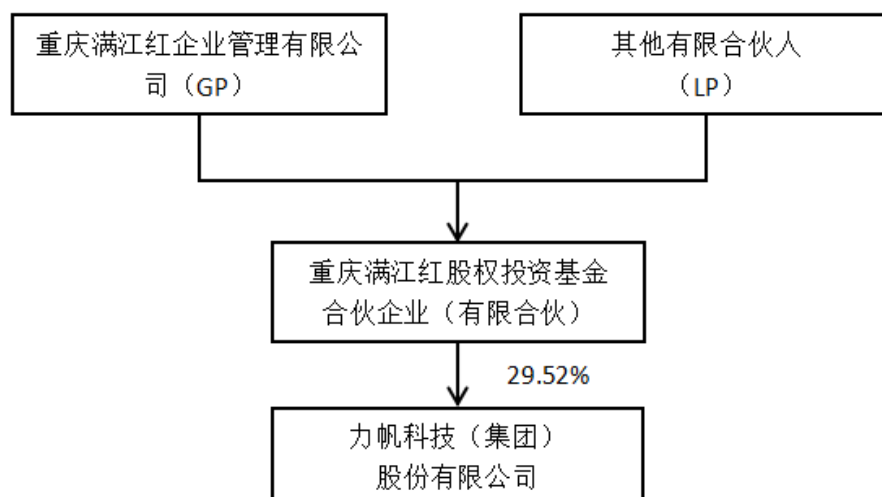 重庆满江红企业管理有限公
司（GP）
其他有限合伙人
（LP）
重庆满江红股权投资基金
合伙企业（有限合伙）
29.52%
力帆科技（集团）
股份有限公司